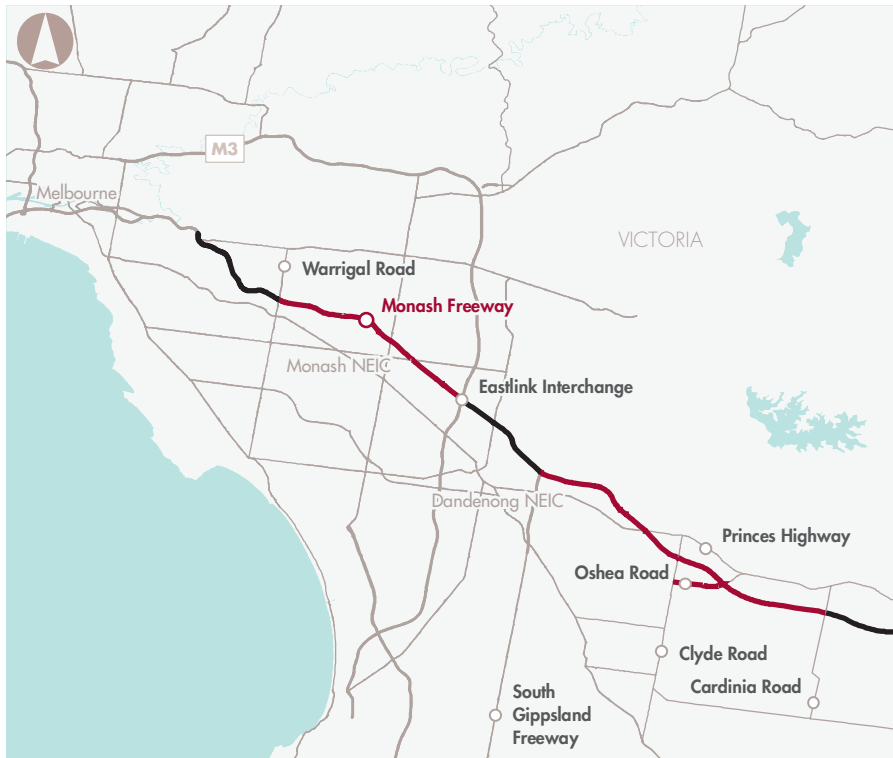 M3
Melbourne
VICTORIA
Warrigal Road
Monash Freeway
Monash NEIC
Eastlink Interchange
Dandenong NEIC
Princes Highway
Oshea Road
Clyde Road
Cardinia Road
South
Gippsland
Freeway